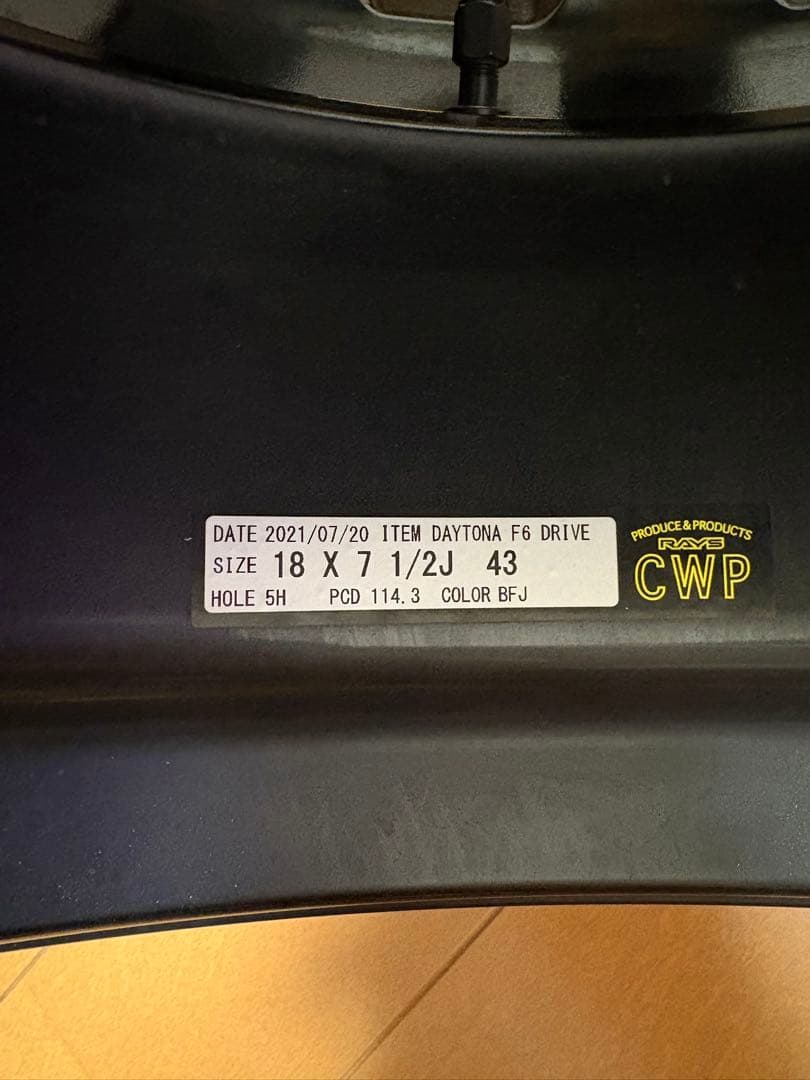 DATE 2021/07/20 ITEM DAYTONA F6 DRIVE
SIZE 18 X 7 1/2J 43
HOLE 5H PCD 114.3 COLOR BFJ
PRODUCE & PRODUCTS
RAYS
CWP